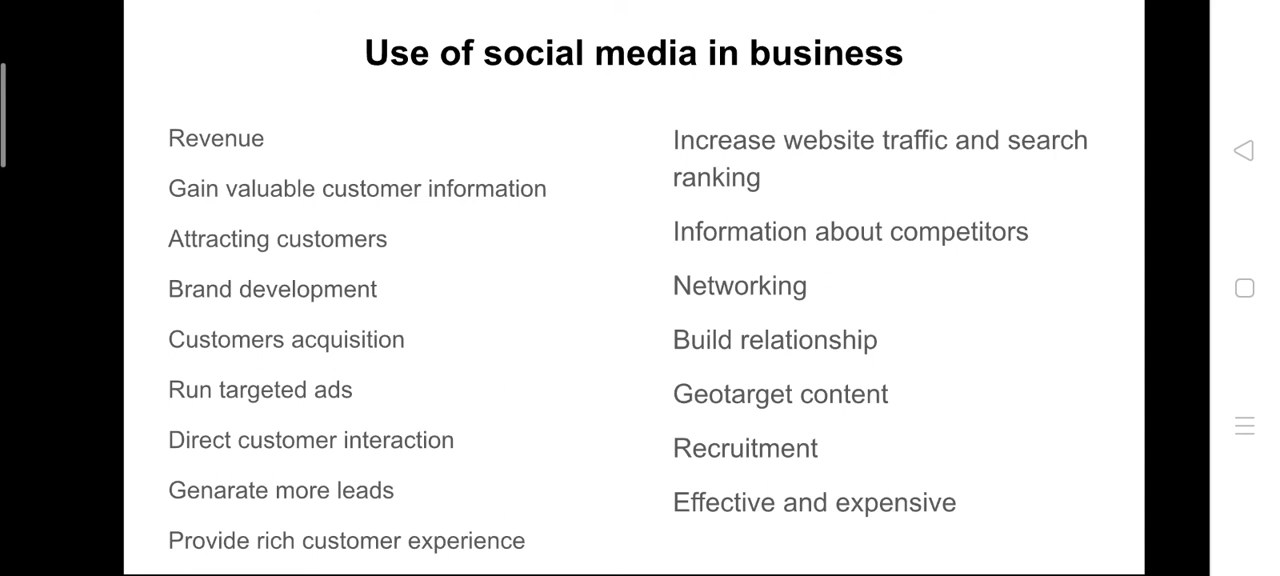 Use of social media in business
Revenue
Gain valuable customer information
Attracting customers
Brand development
Customers acquisition
Run targeted ads
Direct customer interaction
Genarate more leads
Provide rich customer experience
Increase website traffic and search
ranking
Information about competitors
Networking
Build relationship
Geotarget content
Recruitment
Effective and expensive